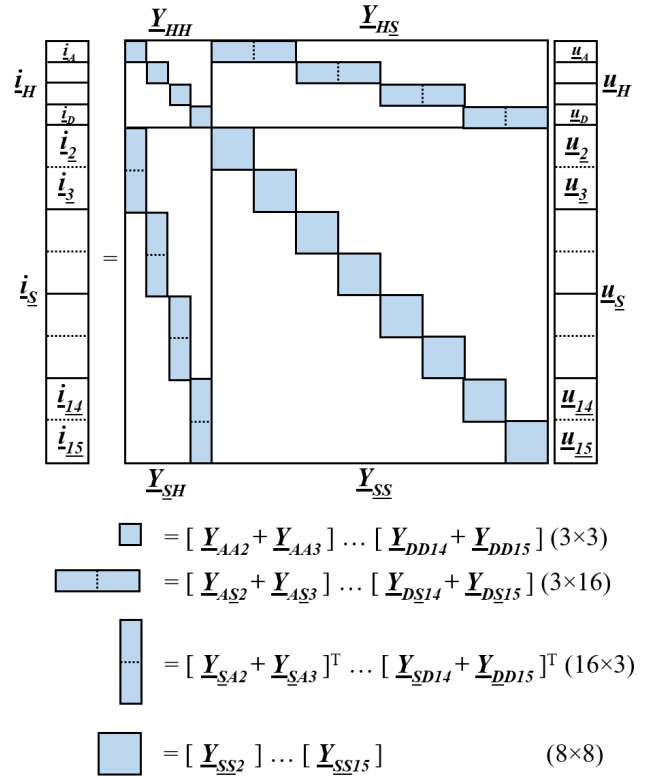 Y_HH Y_HS
i_A u_A
i_H u_H
i_D u_D
i_2 u_2
i_3 u_3
=
i_S u_S
i_14 u_14
i_15 u_15
Y_SH Y_SS
= [ Y_AA2 + Y_AA3 ] … [ Y_DD14 + Y_DD15 ] (3×3)
= [ Y_AS2 + Y_AS3 ] … [ Y_DS14 + Y_DS15 ] (3×16)
= [ Y_SA2 + Y_SA3 ]^T … [ Y_SD14 + Y_DD15 ]^T (16×3)
= [ Y_SS2 ] … [ Y_SS15 ] (8×8)